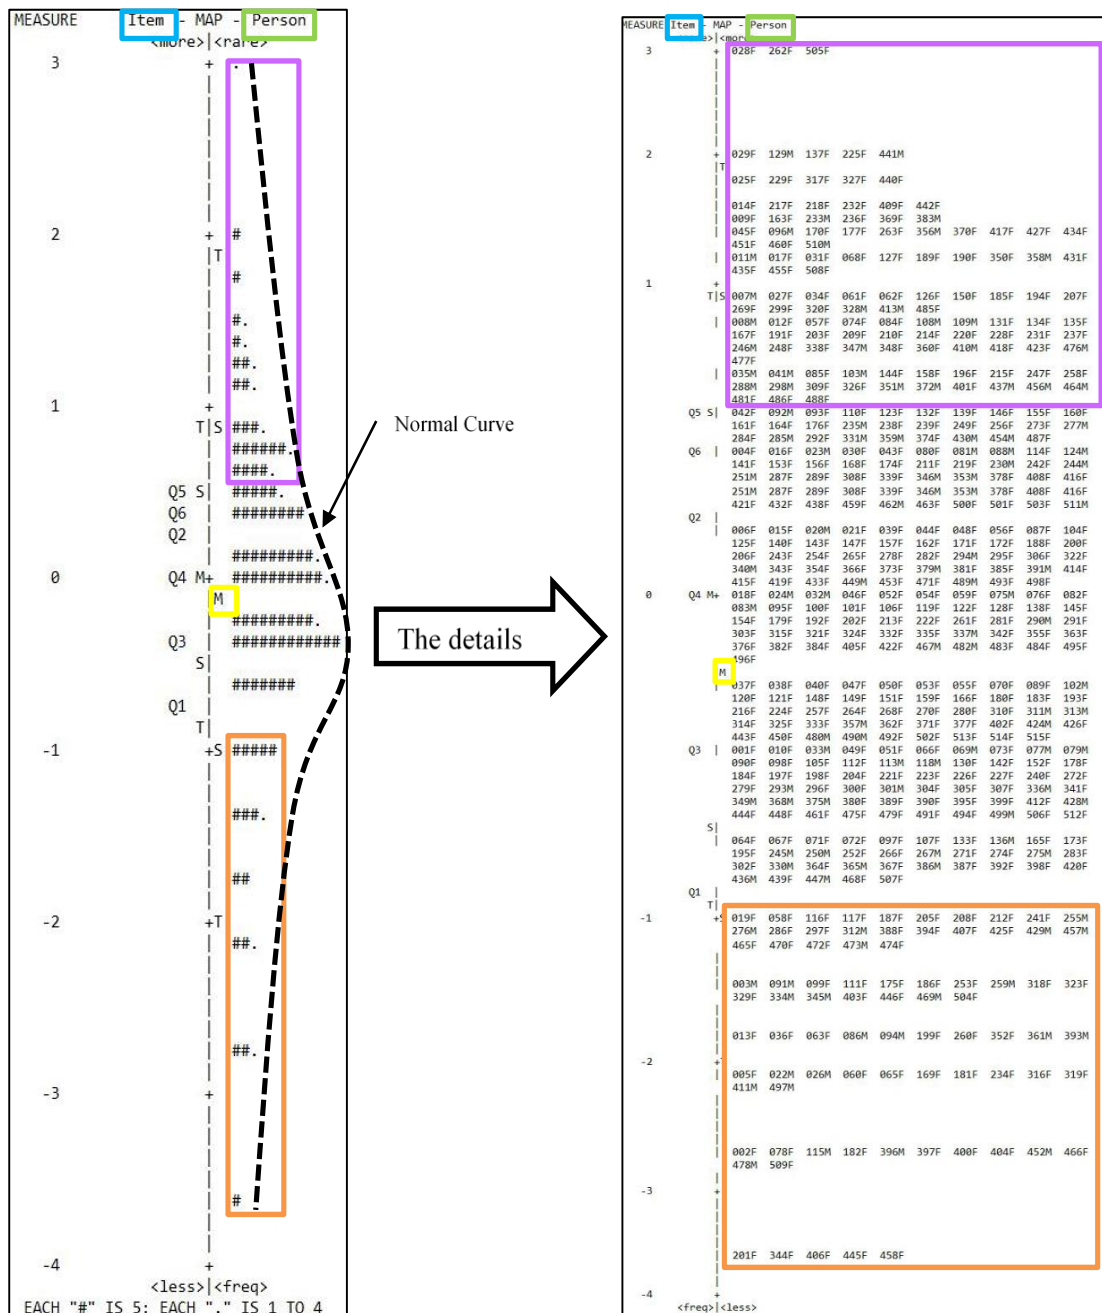 MEASURE Item - MAP - Person
<more>|<rare>
3 + .
2 + #
|T
#
#.
#.
##.
##.
1 +
T|S ###.
######.
####.
Q5 S| #####.
Q6 ########
Q2
#########.
0 Q4 M+ ##########.
M
#########.
Q3 ############
S|
#######
Q1
T|
-1 +S #####
###.
##
-2 +T
##.
##.
-3 +
#
-4 +
<less>|<freq>
EACH "#" IS 5: EACH "." IS 1 TO 4
Normal Curve
The details
MEASURE Item - MAP - Person
3 + 028F 262F 505F
2 + 029F 129M 137F 225F 441M
|T
025F 229F 317F 327F 440F
014F 217F 218F 232F 409F 442F
009F 163F 233M 236F 369F 383M
| 045F 096M 170F 177F 263F 356M 370F 417F 427F 434F
451F 460F 510M
| 011M 017F 031F 068F 127F 189F 190F 350F 358M 431F
435F 455F 508F
1 +
T|S 007M 027F 034F 061F 062F 126F 150F 185F 194F 207F
269F 299F 320F 328M 413M 485F
| 008M 012F 057F 074F 084F 108M 109M 131F 134F 135F
167F 191F 203F 209F 210F 214F 220F 228F 231F 237F
246M 248F 338F 347M 348F 360F 410M 418F 423F 476M
477F
| 035M 041M 085F 103M 144F 158F 196F 215F 247F 258F
288M 298M 309F 326F 351M 372M 401F 437M 456M 464M
481F 486F 488F
Q5 S| 042F 092M 093F 110F 123F 132F 139F 146F 155F 160F
161F 164F 176F 235M 238F 239F 249F 256F 273F 277M
284F 285M 292F 331M 359M 374F 430M 454M 487F
Q6 | 004F 016F 023M 030F 043F 080F 081M 088M 114F 124M
141F 153F 156F 168F 174F 211F 219F 230M 242F 244M
251M 287F 289F 308F 339F 346M 353M 378F 408F 416F
251M 287F 289F 308F 339F 346M 353M 378F 408F 416F
421F 432F 438F 459F 462M 463F 500F 501F 503F 511M
Q2 |
006F 015F 020M 021F 039F 044F 048F 056F 087F 104F
125F 140F 143F 147F 157F 162F 171F 172F 188F 200F
206F 243F 254F 265F 278F 282F 294M 295F 306F 322F
340M 343F 354F 366F 373F 379M 381F 385F 391M 414F
415F 419F 433F 449M 453F 471F 489M 493F 498F
0 Q4 M+ 018F 024M 032M 046F 052F 054F 059F 075M 076F 082F
083M 095F 100F 101F 106F 119F 122F 128F 138F 145F
154F 179F 192F 202F 213F 222F 261F 281F 290M 291F
303F 315F 321F 324F 332F 335F 337M 342F 355F 363F
376F 382F 384F 405F 422F 467M 482M 483F 484F 495F
496F
M
037F 038F 040F 047F 050F 053F 055F 070F 089F 102M
120F 121F 148F 149F 151F 159F 166F 180F 183F 193F
216F 224F 257F 264F 268F 270F 280F 310F 311M 313M
314F 325F 333F 357M 362F 371F 377F 402F 424M 426F
443F 450F 480M 490M 492F 502F 513F 514F 515F
Q3 | 001F 010F 033M 049F 051F 066F 069M 073F 077M 079M
090F 098F 105F 112F 113M 118M 130F 142F 152F 178F
184F 197F 198F 204F 221F 223F 226F 227F 240F 272F
279F 293M 296F 300F 301M 304F 305F 307F 336M 341F
349M 368M 375M 380F 389F 390F 395F 399F 412F 428M
444F 448F 461F 475F 479F 491F 494F 499M 506F 512F
S|
| 064F 067F 071F 072F 097F 107F 133F 136M 165F 173F
195F 245M 250M 252F 266F 267M 271F 274F 275M 283F
302F 330M 364F 365M 367F 386M 387F 392F 398F 420F
436M 439F 447M 468F 507F
Q1 |
T|
-1 +S 019F 058F 116F 117F 187F 205F 208F 212F 241F 255M
276M 286F 297F 312M 388F 394F 407F 425F 429M 457M
465F 470F 472F 473M 474F
003M 091M 099F 111F 175F 186F 253F 259M 318F 323F
329F 334M 345M 403F 446F 469M 504F
013F 036F 063F 086M 094M 199F 260F 352F 361M 393M
-2 +
| 005F 022M 026M 060F 065F 169F 181F 234F 316F 319F
411M 497M
002F 078F 115M 182F 396M 397F 400F 404F 452M 466F
478M 509F
-3 +
201F 344F 406F 445F 458F
-4 +
<freq>|<less>